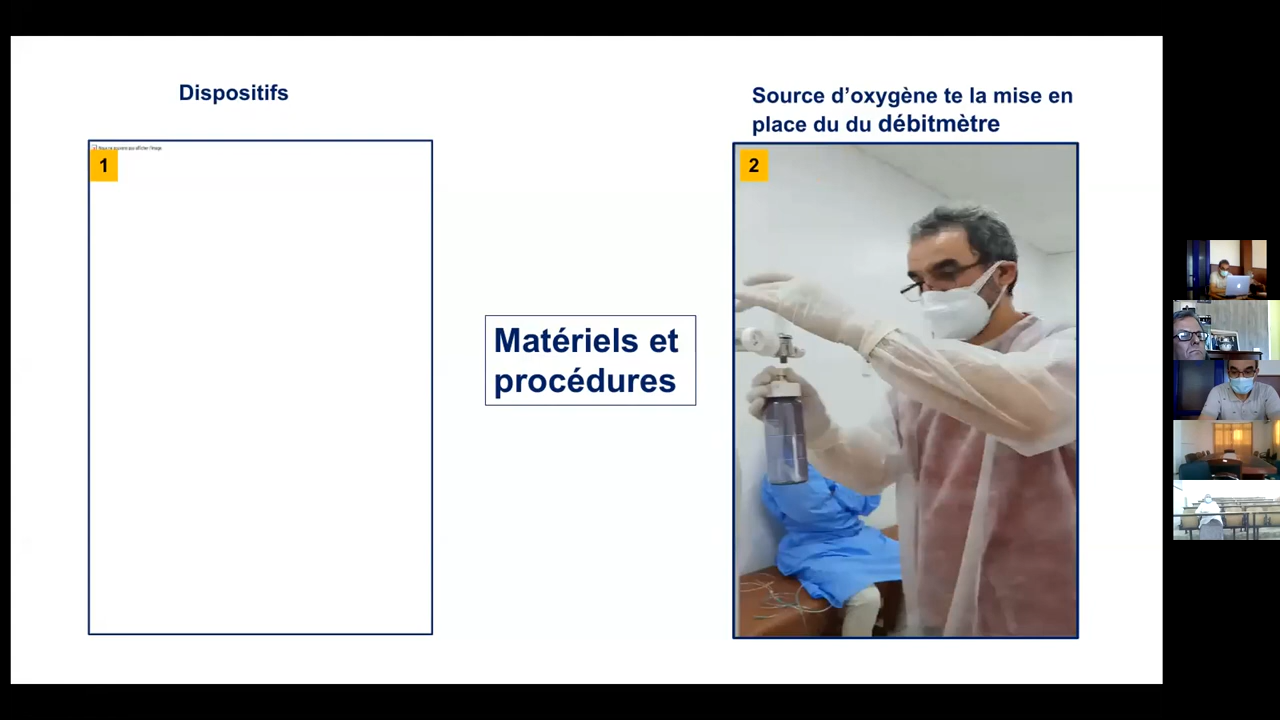 Dispositifs
Source d’oxygène te la mise en
place du du débitmètre
1
2
Matériels et
procédures